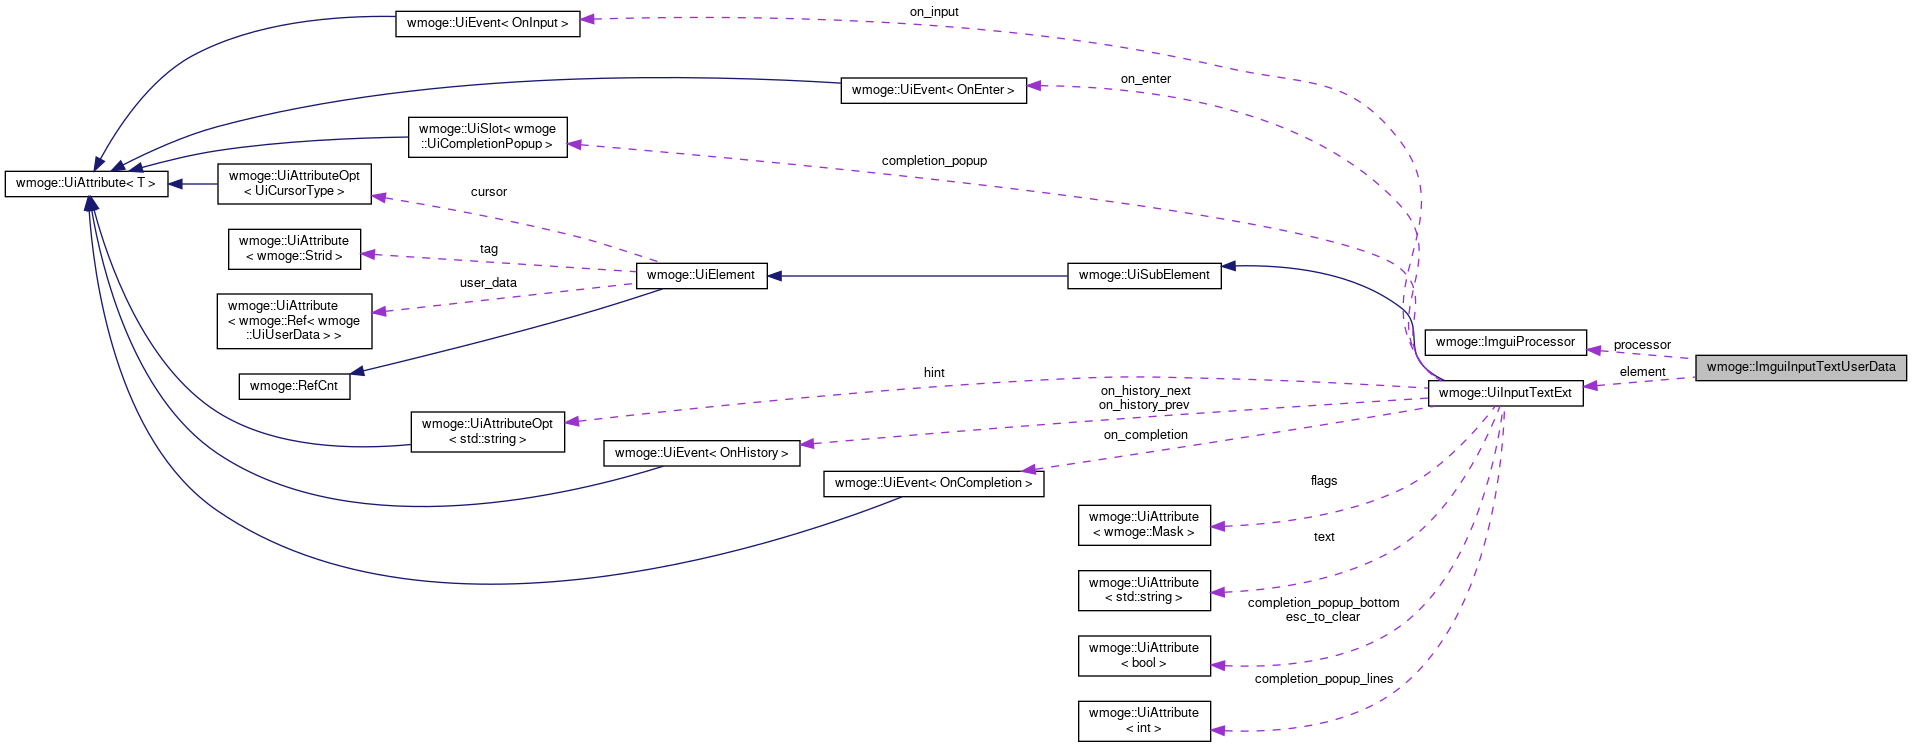 wmoge::UiEvent< OnInput >
on_input
wmoge::UiEvent< OnEnter >
on_enter
wmoge::UiSlot< wmoge
::UiCompletionPopup >
completion_popup
wmoge::UiAttribute< T >
wmoge::UiAttributeOpt
< UiCursorType >
cursor
wmoge::UiAttribute
< wmoge::Strid >
tag
wmoge::UiElement
wmoge::UiSubElement
user_data
wmoge::UiAttribute
< wmoge::Ref< wmoge
::UiUserData > >
wmoge::ImguiProcessor
processor
wmoge::ImguiInputTextUserData
element
wmoge::RefCnt
hint
wmoge::UiInputTextExt
on_history_next
on_history_prev
wmoge::UiAttributeOpt
< std::string >
on_completion
wmoge::UiEvent< OnHistory >
wmoge::UiEvent< OnCompletion >
flags
wmoge::UiAttribute
< wmoge::Mask >
text
wmoge::UiAttribute
< std::string >
completion_popup_bottom
esc_to_clear
wmoge::UiAttribute
< bool >
completion_popup_lines
wmoge::UiAttribute
< int >